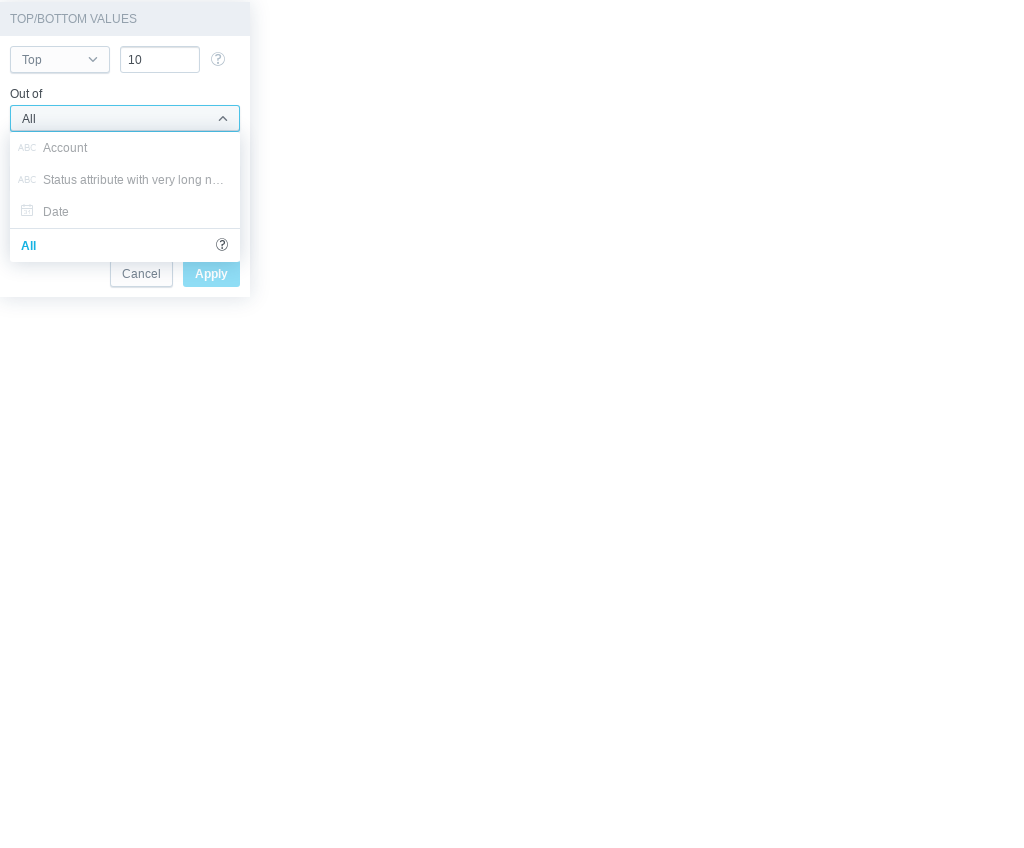 TOP/BOTTOM VALUES
Top 10
Out of
All
ABC Account
ABC Status attribute with very long n…
Date
All
Cancel Apply